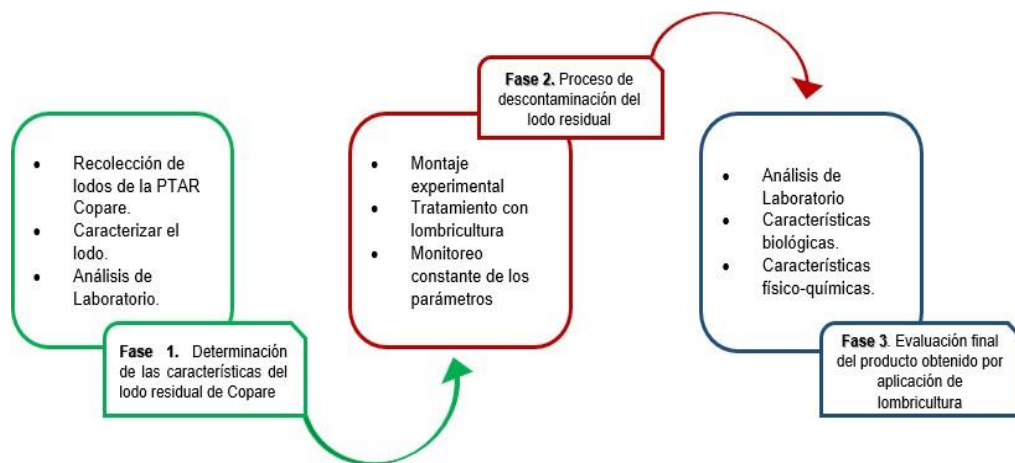 • Recolección de
lodos de la PTAR
Copare.
• Caracterizar el
lodo.
• Análisis de
Laboratorio.
Fase 1. Determinación
de las características del
lodo residual de Copare
Fase 2. Proceso de
descontaminación del
lodo residual
• Montaje
experimental
• Tratamiento con
lombricultura
• Monitoreo
constante de los
parámetros
• Análisis de
Laboratorio
• Características
biológicas.
• Características
físico-químicas.
Fase 3. Evaluación final
del producto obtenido por
aplicación de
lombricultura